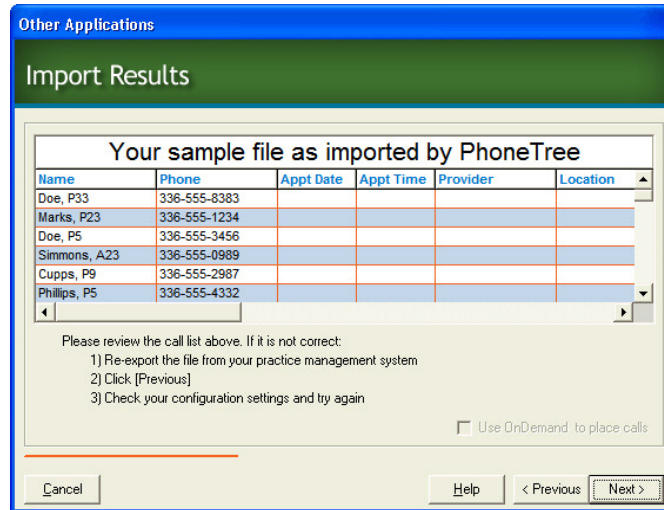 Other Applications
Import Results
Your sample file as imported by PhoneTree
Name Phone Appt Date Appt Time Provider Location
Doe, P33 336-555-8383
Marks, P23 336-555-1234
Doe, P5 336-555-3456
Simmons, A23 336-555-0989
Cupps, P9 336-555-2987
Phillips, P5 336-555-4332
Please review the call list above. If it is not correct:
1) Re-export the file from your practice management system
2) Click [Previous]
3) Check your configuration settings and try again
Use OnDemand to place calls
Cancel Help < Previous Next >